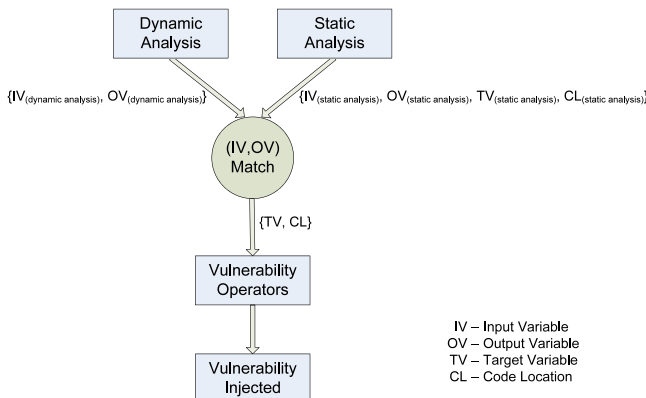 Dynamic
Analysis
Static
Analysis
{IV(dynamic analysis), OV(dynamic analysis)}
{IV(static analysis), OV(static analysis), TV(static analysis), CL(static analysis)}
(IV,OV)
Match
{TV, CL}
Vulnerability
Operators
Vulnerability
Injected
IV – Input Variable
OV – Output Variable
TV – Target Variable
CL – Code Location